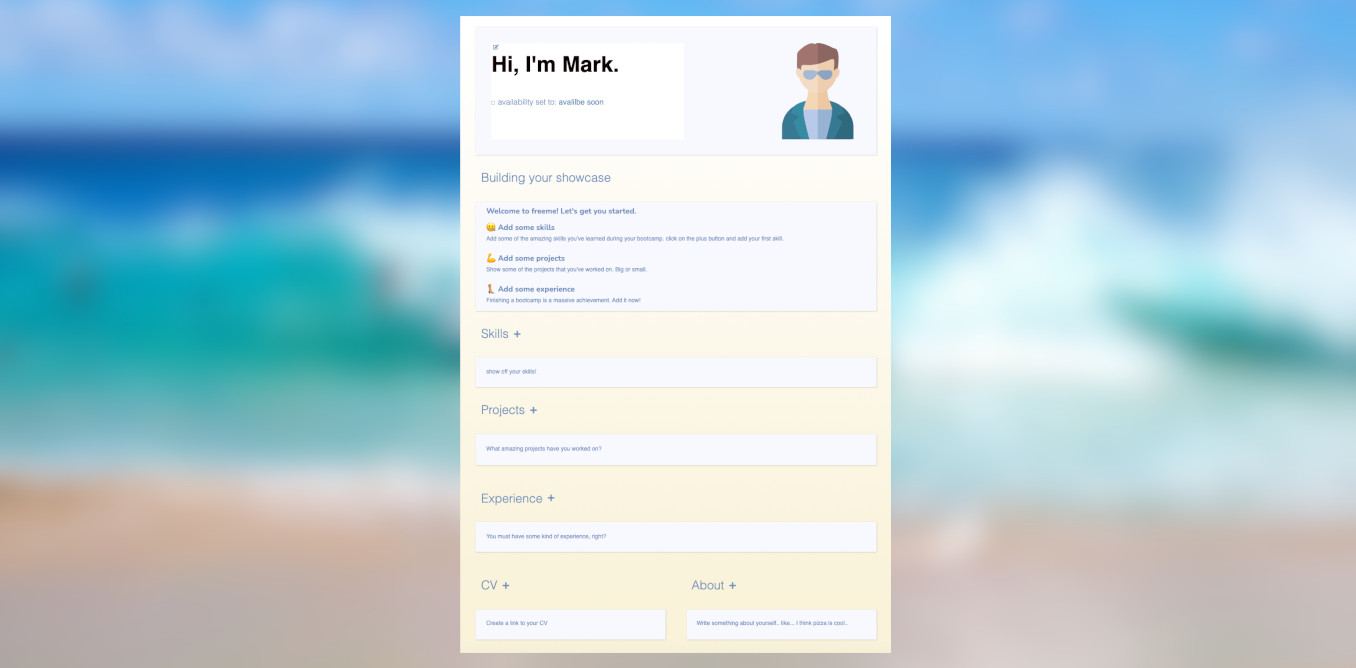 Hi, I'm Mark.
availability set to: avalilbe soon
Building your showcase
Welcome to freeme! Let's get you started.
Add some skills
Add some of the amazing skills you've learned during your bootcamp. click on the plus button and add your first skill.
Add some projects
Show some of the projects that you've worked on. Big or small.
Add some experience
Finishing a bootcamp is a massive achievement. Add it now!
Skills +
show off your skills!
Projects +
What amazing projects have you worked on?
Experience +
You must have some kind of experience, right?
CV +
About +
Create a link to your CV
Write something about yourself.. like... I think pizza is cool..